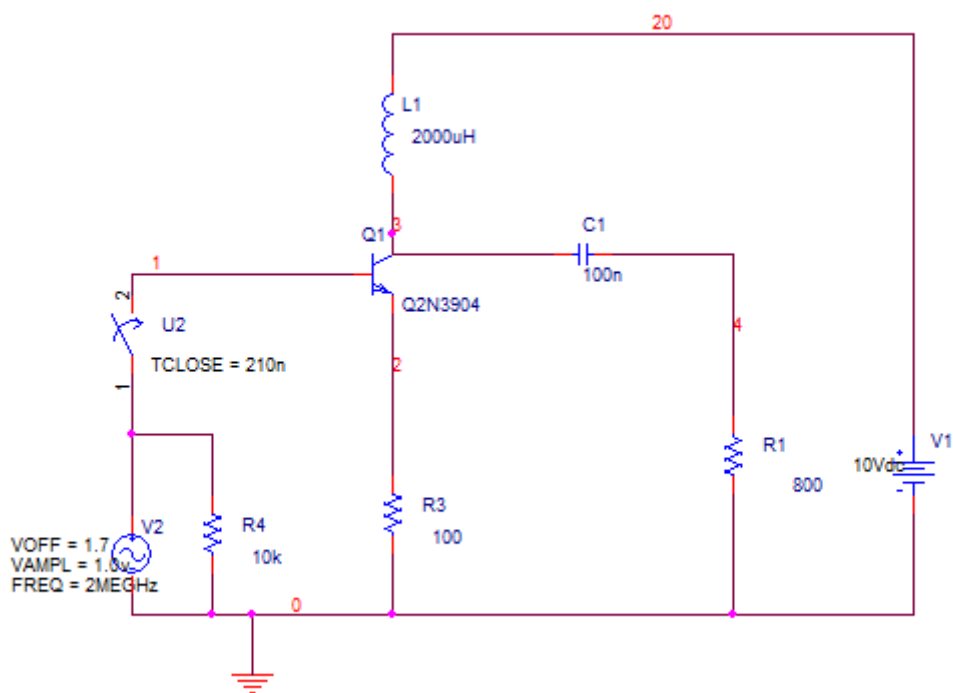 20
L1
2000uH
3
Q1
C1
100n
1
Q2N3904
2
U2
4
TCLOSE = 210n
2
1
R1
800
V1
10Vdc
+
-
R3
100
V2
R4
10k
VOFF = 1.7
VAMPL = 1.0v
FREQ = 2MEGHz
0